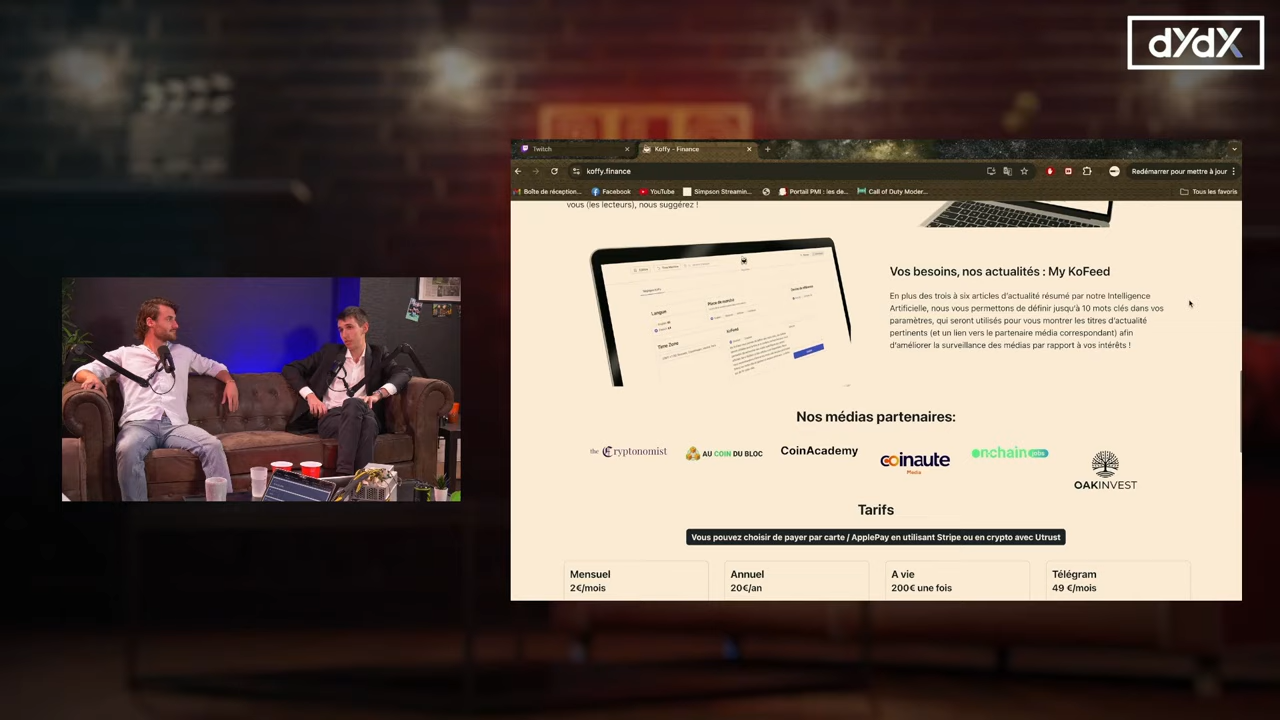 dYdX
Twitch
Koffy - Finance
koffy.finance
Redémarrer pour mettre à jour
Boîte de réception...
Facebook
YouTube
Simpson Streamin...
Portail PMI : les de...
Call of Duty Moder...
Tous les favoris
vous (les lecteurs), nous suggérez !
Langue
Time Zone
KoFeed
Vos besoins, nos actualités : My KoFeed
En plus des trois à six articles d'actualité résumé par notre Intelligence
Artificielle, nous vous permettons de définir jusqu'à 10 mots clés dans vos
paramètres, qui seront utilisés pour vous montrer les titres d'actualité
pertinents (et un lien vers le partenaire média correspondant) afin
d'améliorer la surveillance des médias par rapport à vos intérêts !
Nos médias partenaires:
the Cryptonomist
AU COIN DU BLOC
CoinAcademy
coinaute
Media
onchain
OAKINVEST
Tarifs
Vous pouvez choisir de payer par carte / ApplePay en utilisant Stripe ou en crypto avec Utrust
Mensuel
2€/mois
Annuel
20€/an
A vie
200€ une fois
Télégram
49 €/mois